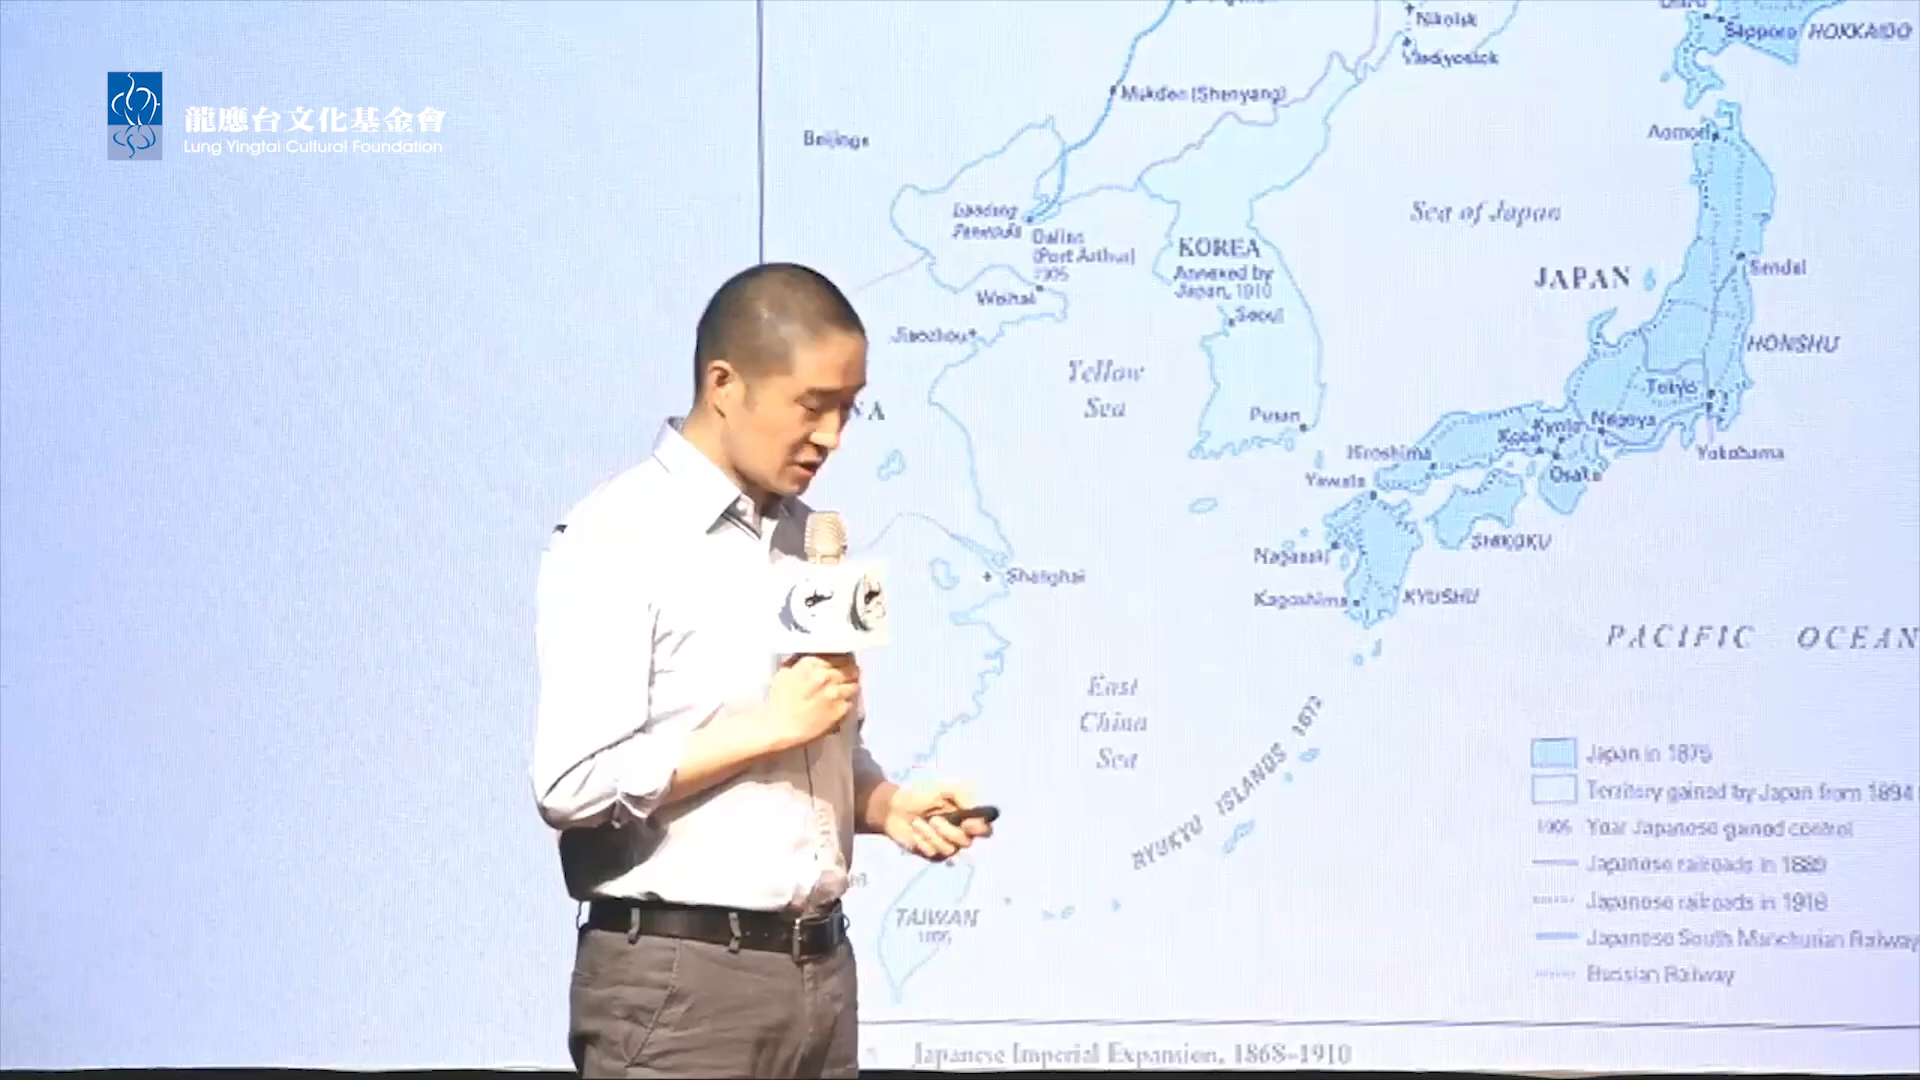 龍應台文化基金會
Lung Yingtai Cultural Foundation
Nikolsk
Vladivostok
Sapporo
HOKKAIDO
Mukden (Shenyang)
Beijing
Aomori
Liaodong
Peninsula
Dalian
(Port Arthur)
1905
Sea of Japan
KOREA
Annexed by
Japan, 1910
Seoul
JAPAN
Sendai
Weihai
Jiaozhou
HONSHU
Yellow
Sea
Tokyo
NA
Pusan
Nagoya
Kyoto
Kobe
Hiroshima
Yokohama
Osaka
Yawata
SHIKOKU
Nagasaki
Shanghai
Kagoshima
KYUSHU
PACIFIC OCEAN
East
China
Sea
RYUKYU ISLANDS 1872
Japan in 1875
Territory gained by Japan from 1894
1905 Year Japanese gained control
Japanese railroads in 1889
Japanese railroads in 1918
Japanese South Manchurian Railway
Russian Railway
TAIWAN
1895
Japanese Imperial Expansion, 1868–1910